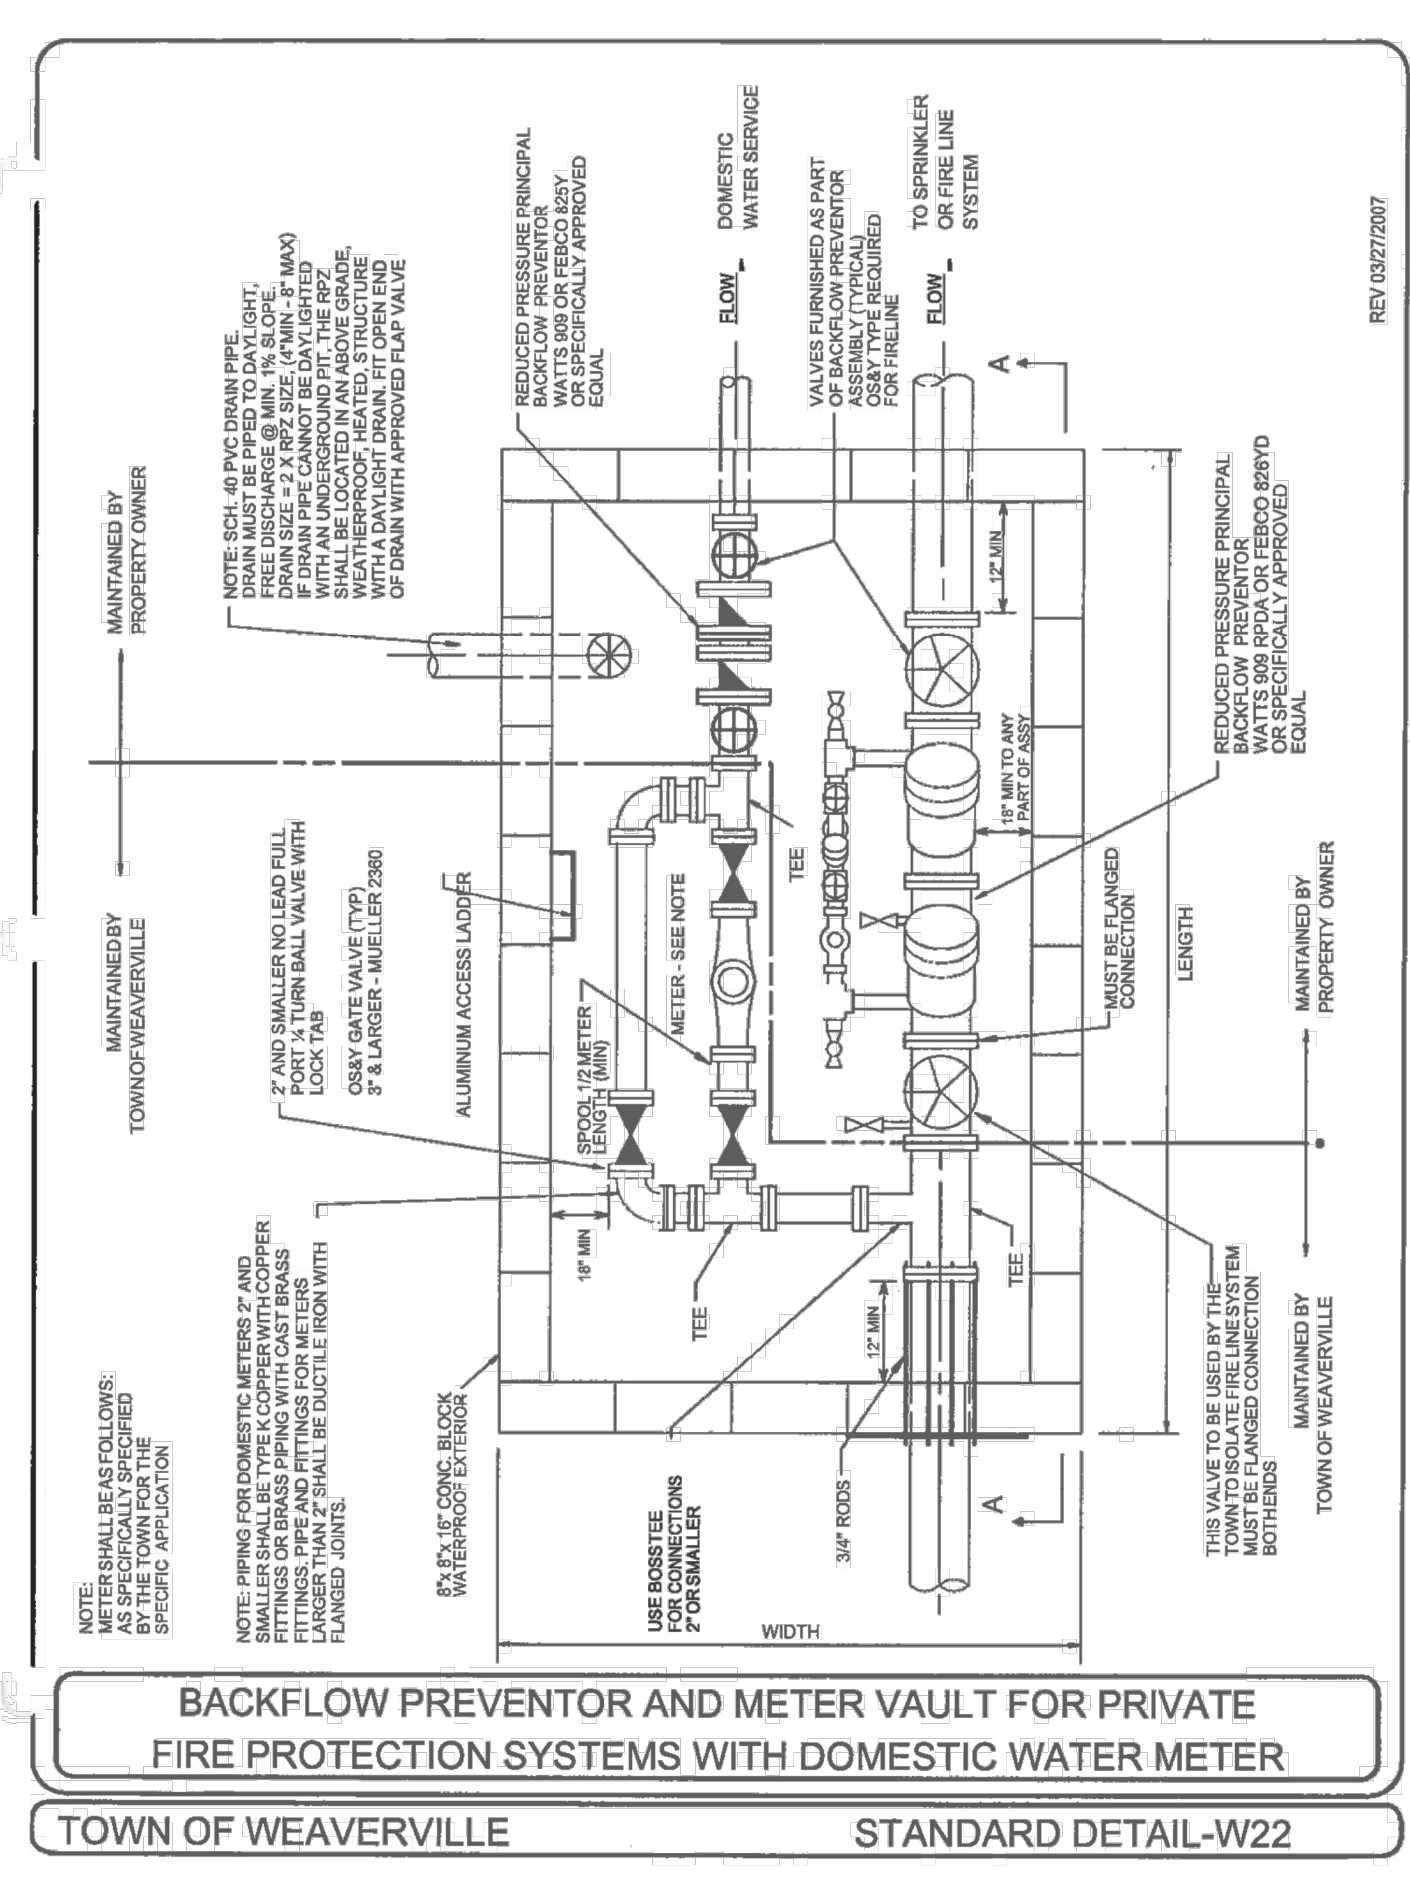 NOTE:
METER SHALL BE AS FOLLOWS:
AS SPECIFICALLY SPECIFIED
BY THE TOWN FOR THE
SPECIFIC APPLICATION
MAINTAINED BY
TOWN OF WEAVERVILLE
MAINTAINED BY
PROPERTY OWNER
NOTE: PIPING FOR DOMESTIC METERS 2" AND
SMALLER SHALL BE TYPE K COPPER WITH COPPER
FITTINGS OR BRASS PIPING WITH CAST BRASS
FITTINGS. PIPE AND FITTINGS FOR METERS
LARGER THAN 2" SHALL BE DUCTILE IRON WITH
FLANGED JOINTS.
2" AND SMALLER NO LEAD FULL
PORT ¼ TURN BALL VALVE WITH
LOCK TAB
OS&Y GATE VALVE (TYP)
3" & LARGER - MUELLER 2360
NOTE: SCH. 40 PVC DRAIN PIPE.
DRAIN MUST BE PIPED TO DAYLIGHT,
FREE DISCHARGE @ MIN. 1% SLOPE.
DRAIN SIZE = 2 X RPZ SIZE, (4"MIN - 8" MAX)
IF DRAIN PIPE CANNOT BE DAYLIGHTED
WITH AN UNDERGROUND PIT, THE RPZ
SHALL BE LOCATED IN AN ABOVE GRADE,
WEATHERPROOF, HEATED, STRUCTURE
WITH A DAYLIGHT DRAIN. FIT OPEN END
OF DRAIN WITH APPROVED FLAP VALVE
8"x 8"x 16" CONC. BLOCK
WATERPROOF EXTERIOR
ALUMINUM ACCESS LADDER
REDUCED PRESSURE PRINCIPAL
BACKFLOW PREVENTOR
WATTS 909 OR FEBCO 825Y
OR SPECIFICALLY APPROVED
EQUAL
18" MIN
SPOOL 1/2 METER
LENGTH (MIN)
METER - SEE NOTE
TEE
TEE
FLOW
DOMESTIC
WATER SERVICE
USE BOSS TEE
FOR CONNECTIONS
2" OR SMALLER
VALVES FURNISHED AS PART
OF BACKFLOW PREVENTOR
ASSEMBLY (TYPICAL)
OS&Y TYPE REQUIRED
FOR FIRELINE
3/4" RODS
12" MIN
TEE
FLOW
TO SPRINKLER
OR FIRE LINE
SYSTEM
18" MIN TO ANY
PART OF ASSY
12" MIN
A
A
WIDTH
MUST BE FLANGED
CONNECTION
LENGTH
THIS VALVE TO BE USED BY THE
TOWN TO ISOLATE FIRE LINE SYSTEM
MUST BE FLANGED CONNECTION
BOTH ENDS
REDUCED PRESSURE PRINCIPAL
BACKFLOW PREVENTOR
WATTS 909 RPDA OR FEBCO 826YD
OR SPECIFICALLY APPROVED
EQUAL
MAINTAINED BY
TOWN OF WEAVERVILLE
MAINTAINED BY
PROPERTY OWNER
REV 03/27/2007
BACKFLOW PREVENTOR AND METER VAULT FOR PRIVATE
FIRE PROTECTION SYSTEMS WITH DOMESTIC WATER METER
TOWN OF WEAVERVILLE
STANDARD DETAIL-W22